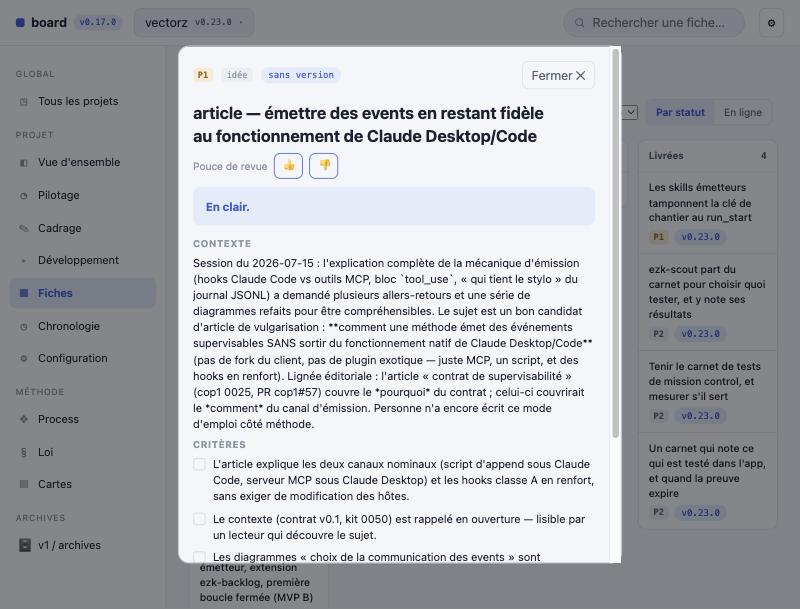 board v0.17.0 vectorz v0.23.0
Rechercher une fiche...
GLOBAL
Tous les projets
PROJET
Vue d'ensemble
Pilotage
Cadrage
Développement
Fiches
Chronologie
Configuration
MÉTHODE
Process
Loi
Cartes
ARCHIVES
v1 / archives
P1 idée sans version
Fermer
article — émettre des events en restant fidèle
au fonctionnement de Claude Desktop/Code
Pouce de revue
En clair.
CONTEXTE
Session du 2026-07-15 : l'explication complète de la mécanique d'émission
(hooks Claude Code vs outils MCP, bloc `tool_use`, « qui tient le stylo » du
journal JSONL) a demandé plusieurs allers-retours et une série de
diagrammes refaits pour être compréhensibles. Le sujet est un bon candidat
d'article de vulgarisation : **comment une méthode émet des événements
supervisables SANS sortir du fonctionnement natif de Claude Desktop/Code**
(pas de fork du client, pas de plugin exotique — juste MCP, un script, et des
hooks en renfort). Lignée éditoriale : l'article « contrat de supervisabilité »
(cop1 0025, PR cop1#57) couvre le *pourquoi* du contrat ; celui-ci couvrirait
le *comment* du canal d'émission. Personne n'a encore écrit ce mode
d'emploi côté méthode.
CRITÈRES
L'article explique les deux canaux nominaux (script d'append sous Claude
Code, serveur MCP sous Claude Desktop) et les hooks classe A en renfort,
sans exiger de modification des hôtes.
Le contexte (contrat v0.1, kit 0050) est rappelé en ouverture — lisible par
un lecteur qui découvre le sujet.
Les diagrammes « choix de la communication des events » sont
émetteur, extension
ezk-backlog, première
boucle fermée (MVP B)
Par statut En ligne
Livrées 4
Les skills émetteurs
tamponnent la clé de
chantier au run_start
P1 v0.23.0
ezk-scout part du
carnet pour choisir quoi
tester, et y note ses
résultats
P2 v0.23.0
Tenir le carnet de tests
de mission control, et
mesurer s'il sert
P2 v0.23.0
Un carnet qui note ce
qui est testé dans l'app,
et quand la preuve
expire
P2 v0.23.0